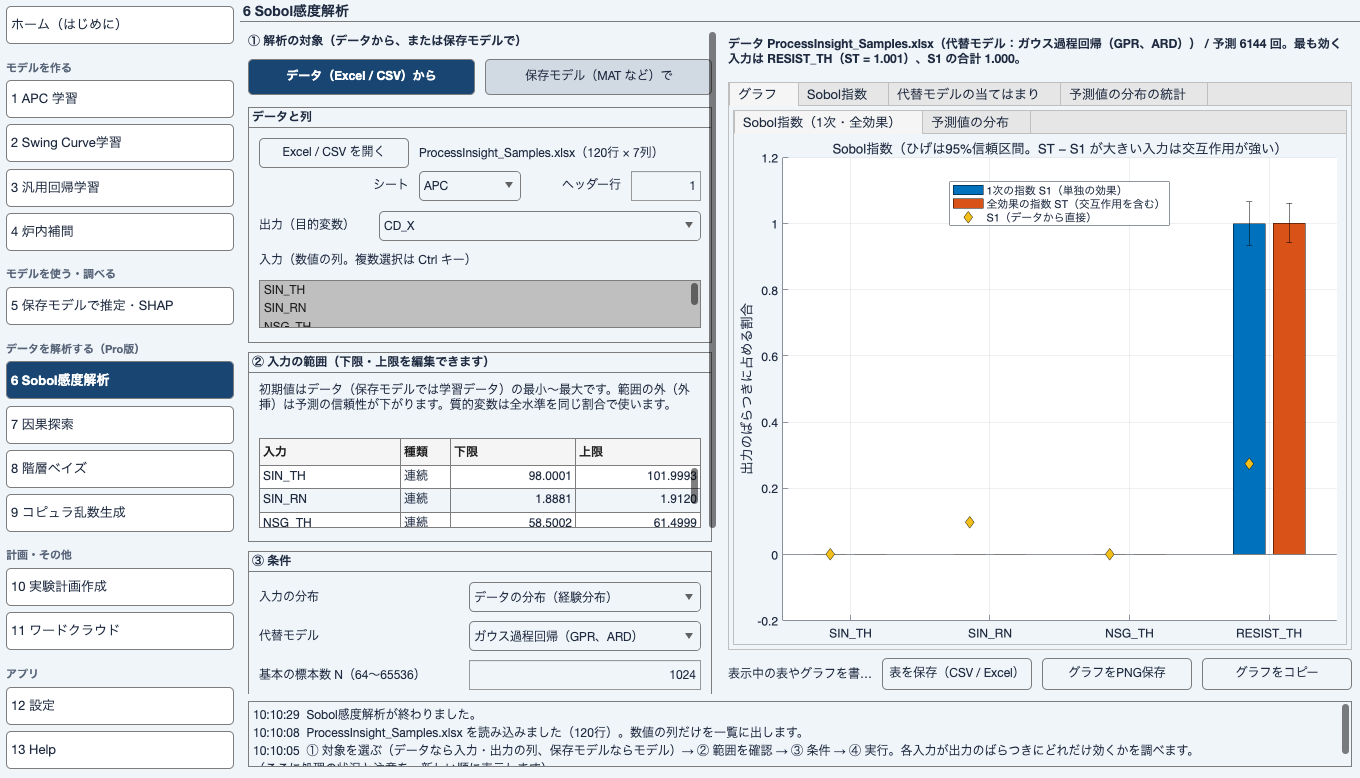 ホーム（はじめに）
モデルを作る
1 APC 学習
2 Swing Curve学習
3 汎用回帰学習
4 炉内補間
モデルを使う・調べる
5 保存モデルで推定・SHAP
データを解析する（Pro版）
6 Sobol感度解析
7 因果探索
8 階層ベイズ
9 コピュラ乱数生成
計画・その他
10 実験計画作成
11 ワードクラウド
アプリ
12 設定
13 Help
6 Sobol感度解析
① 解析の対象（データから、または保存モデルで）
データ（Excel / CSV）から
保存モデル（MAT など）で
データと列
Excel / CSV を開く
ProcessInsight_Samples.xlsx（120行 × 7列）
シート
APC
ヘッダー行
1
出力（目的変数）
CD_X
入力（数値の列。複数選択は Ctrl キー）
SIN_TH
SIN_RN
NSG_TH
② 入力の範囲（下限・上限を編集できます）
初期値はデータ（保存モデルでは学習データ）の最小〜最大です。範囲の外（外
挿）は予測の信頼性が下がります。質的変数は全水準を同じ割合で使います。
入力 種類 下限 上限
SIN_TH 連続 98.0001 101.9993
SIN_RN 連続 1.8881 1.9120
NSG_TH 連続 58.5002 61.4999
③ 条件
入力の分布
データの分布（経験分布）
代替モデル
ガウス過程回帰（GPR、ARD）
基本の標本数 N（64〜65536）
1024
データ ProcessInsight_Samples.xlsx（代替モデル：ガウス過程回帰（GPR、ARD）） / 予測 6144 回。最も効く
入力は RESIST_TH（ST = 1.001）、S1 の合計 1.000。
グラフ
Sobol指数
代替モデルの当てはまり
予測値の分布の統計
Sobol指数（1次・全効果）
予測値の分布
Sobol指数（ひげは95%信頼区間。ST − S1 が大きい入力は交互作用が強い）
1次の指数 S1（単独の効果）
全効果の指数 ST（交互作用を含む）
S1（データから直接）
出力のばらつきに占める割合
1.2
1
0.8
0.6
0.4
0.2
0
-0.2
SIN_TH
SIN_RN
NSG_TH
RESIST_TH
表示中の表やグラフを書...
表を保存（CSV / Excel）
グラフをPNG保存
グラフをコピー
10:10:29 Sobol感度解析が終わりました。
10:10:08 ProcessInsight_Samples.xlsx を読み込みました（120行）。数値の列だけを一覧に出します。
10:10:05 ① 対象を選ぶ（データなら入力・出力の列、保存モデルならモデル）→ ② 範囲を確認 → ③ 条件 → ④ 実行。各入力が出力のばらつきにどれだけ効くかを調べます。